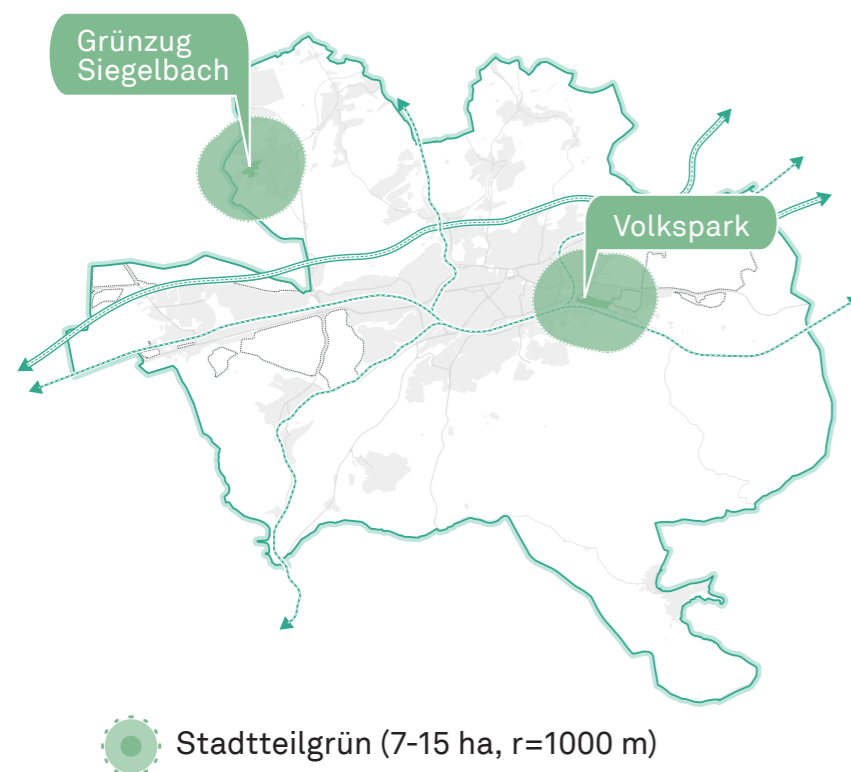 Grünzug
Siegelbach
Volkspark
Stadtteilgrün (7-15 ha, r=1000 m)